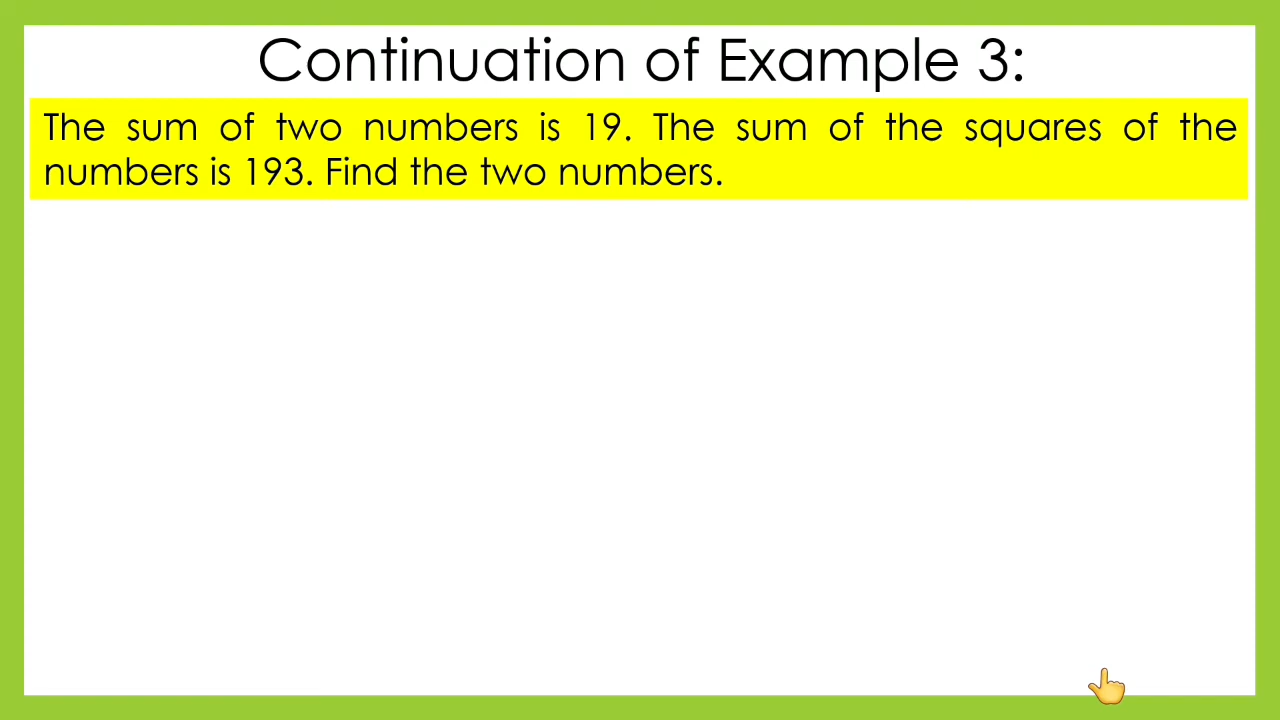 Continuation of Example 3:
The sum of two numbers is 19. The sum of the squares of the
numbers is 193. Find the two numbers.